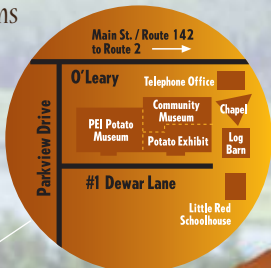 ns
Main St. / Route 142
to Route 2
O'Leary
Telephone Office
Community
Museum
Chapel
PEI Potato
Museum
Potato Exhibit
Log
Barn
Parkview Drive
#1 Dewar Lane
Little Red
Schoolhouse